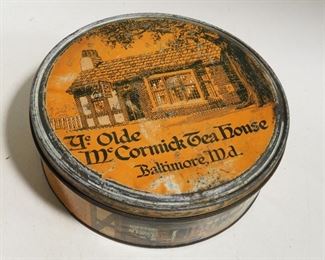 Ye Olde
McCormick Tea House
Baltimore, Md.